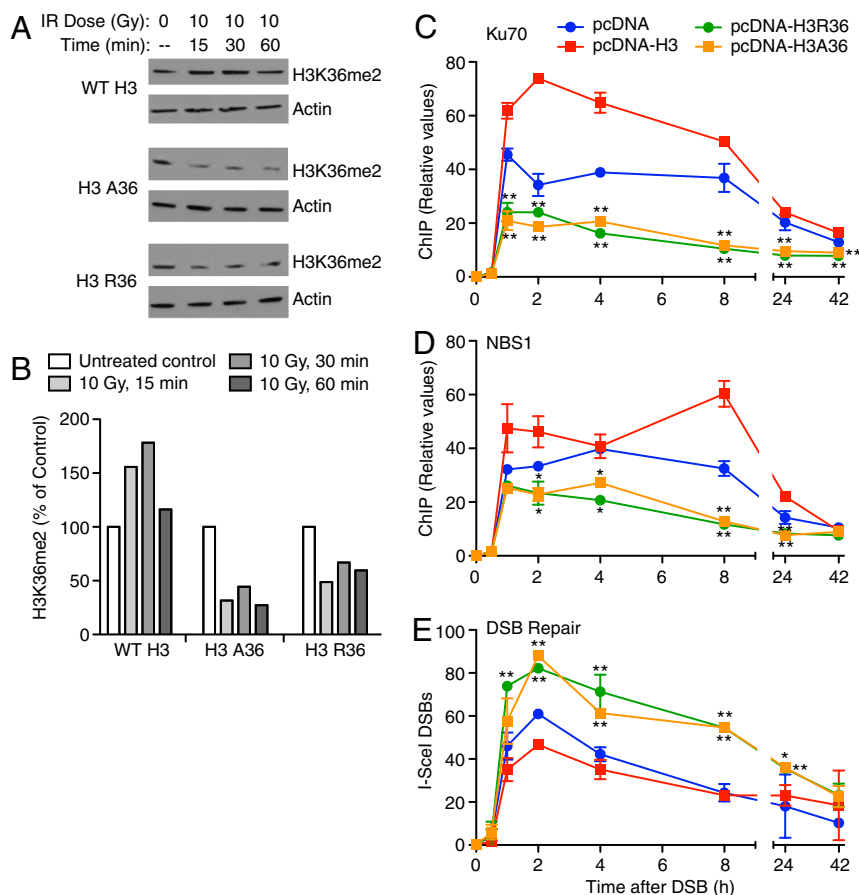 A
IR Dose (Gy): 0 10 10 10
Time (min): -- 15 30 60
WT H3
H3K36me2
Actin
H3 A36
H3K36me2
Actin
H3 R36
H3K36me2
Actin
B
Untreated control
10 Gy, 30 min
10 Gy, 15 min
10 Gy, 60 min
H3K36me2 (% of Control)
200
150
100
50
0
WT H3 H3 A36 H3 R36
C
Ku70
pcDNA
pcDNA-H3R36
pcDNA-H3
pcDNA-H3A36
ChIP (Relative values)
80
60
40
20
0
** ** ** ** ** **
** ** ** ** **
0 2 4 6 8 24 42
D
NBS1
ChIP (Relative values)
80
60
40
20
0
* * ** **
* * ** **
0 2 4 6 8 24 42
E
DSB Repair
I-SceI DSBs
100
80
60
40
20
0
** ** ** ** *
** ** ** **
0 2 4 6 8 24 42
Time after DSB (h)